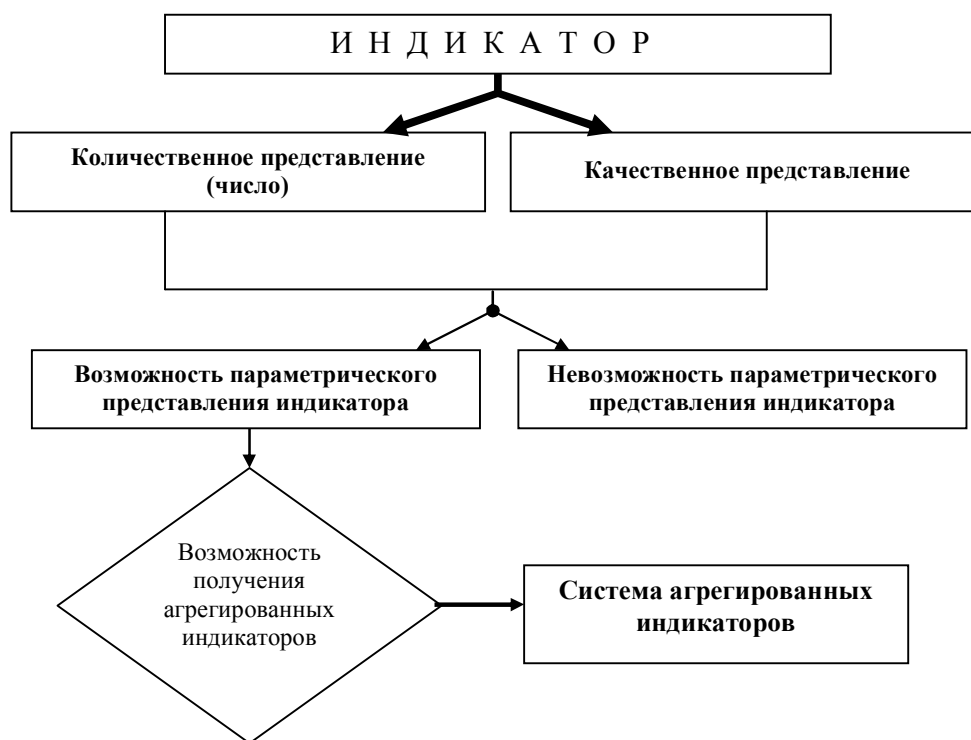 И Н Д И К А Т О Р
Количественное представление
(число)
Качественное представление
Возможность параметрического
представления индикатора
Невозможность параметрического
представления индикатора
Возможность
получения
агрегированных
индикаторов
Система агрегированных
индикаторов